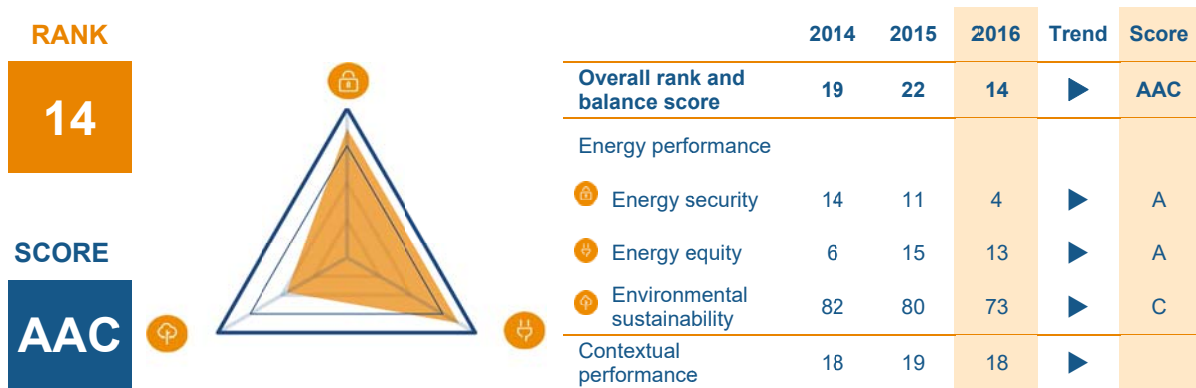 RANK
14
SCORE
AAC
2014 2015 2016 Trend Score
Overall rank and
balance score 19 22 14 AAC
Energy performance
Energy security 14 11 4 A
Energy equity 6 15 13 A
Environmental
sustainability 82 80 73 C
Contextual
performance 18 19 18